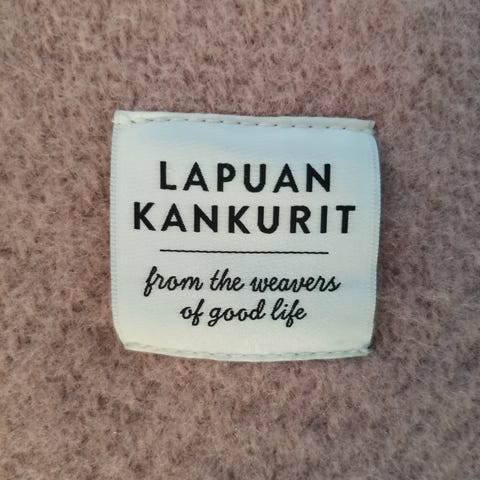 LAPUAN
KANKURIT
from the weavers
of good life